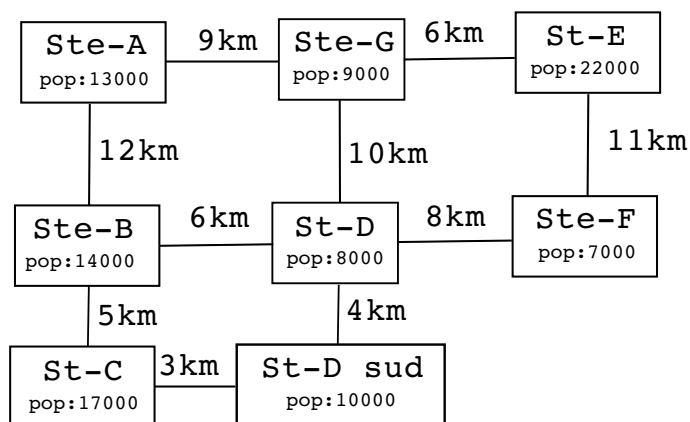 Ste-A
pop:13000
9km
Ste-G
pop:9000
6km
St-E
pop:22000
12km
10km
11km
Ste-B
pop:14000
6km
St-D
pop:8000
8km
Ste-F
pop:7000
5km
4km
St-C
pop:17000
3km
St-D sud
pop:10000